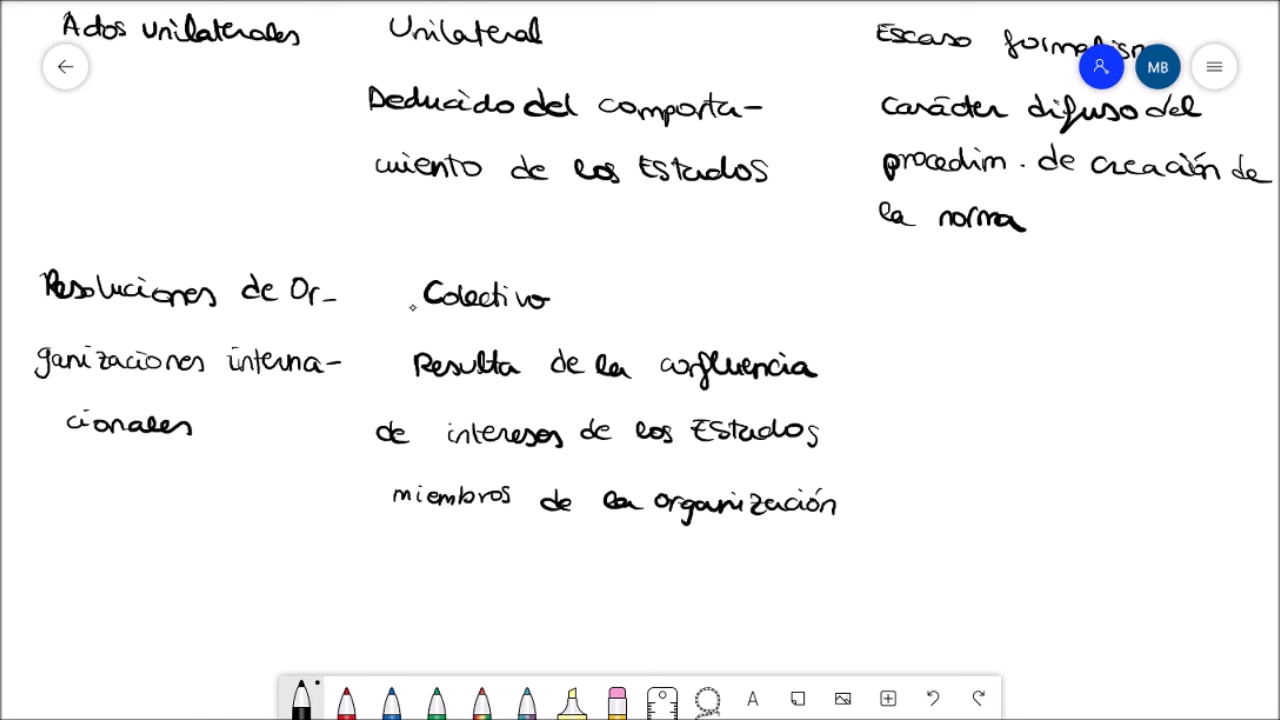 Actos unilaterales Unilateral Escaso formalism
MB
Deducido del comporta- carácter difuso del
miento de los Estados procedim. de creación de
la norma
Resoluciones de Or- Colectivo
ganizaciones interna- Resulta de la confluencia
cionales de intereses de los Estados
miembros de la organización
A